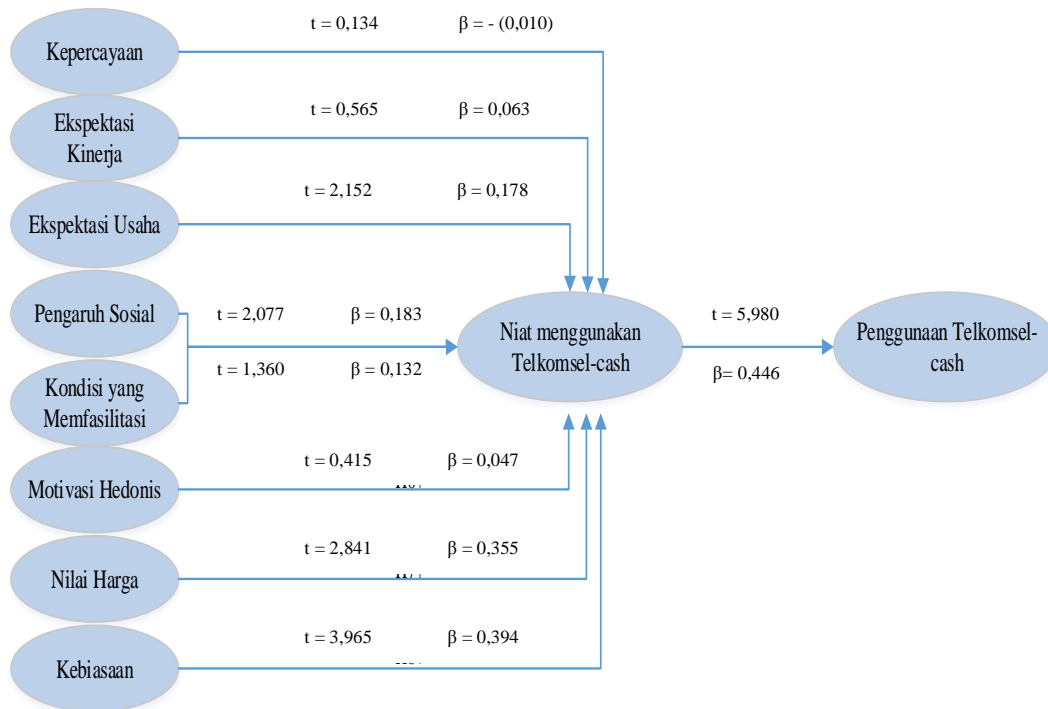 t = 0,134 β = - (0,010)
Kepercayaan
t = 0,565 β = 0,063
Ekspektasi
Kinerja
t = 2,152 β = 0,178
Ekspektasi Usaha
Pengaruh Sosial
t = 2,077 β = 0,183
t = 1,360 β = 0,132
Kondisi yang
Memfasilitasi
Niat menggunakan
Telkomsel-cash
t = 5,980
β= 0,446
Penggunaan Telkomsel-
cash
t = 0,415 β = 0,047
Motivasi Hedonis
t = 2,841 β = 0,355
Nilai Harga
t = 3,965 β = 0,394
Kebiasaan